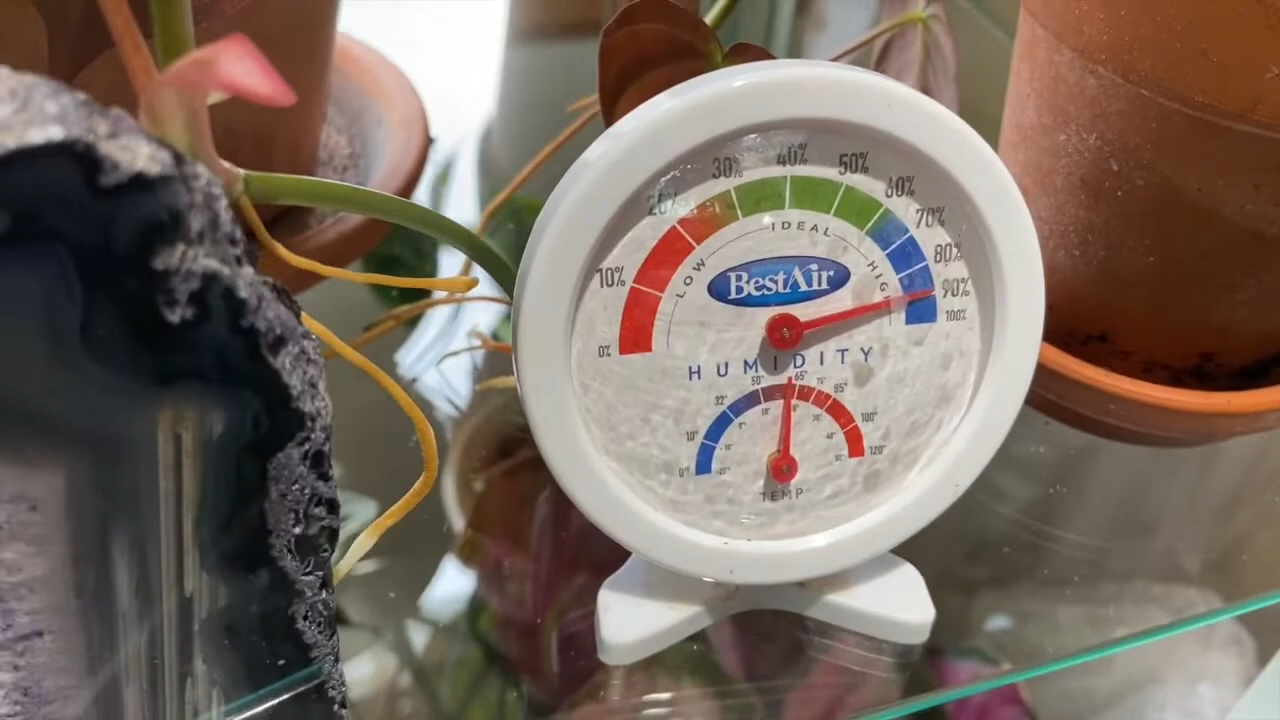 0% 10% 20% 30% 40% 50% 60% 70% 80% 90% 100%
LOW IDEAL HIGH
BestAir
HUMIDITY
0°F 10° 32° 50° 65° 75° 85° 100° 120°
TEMP°